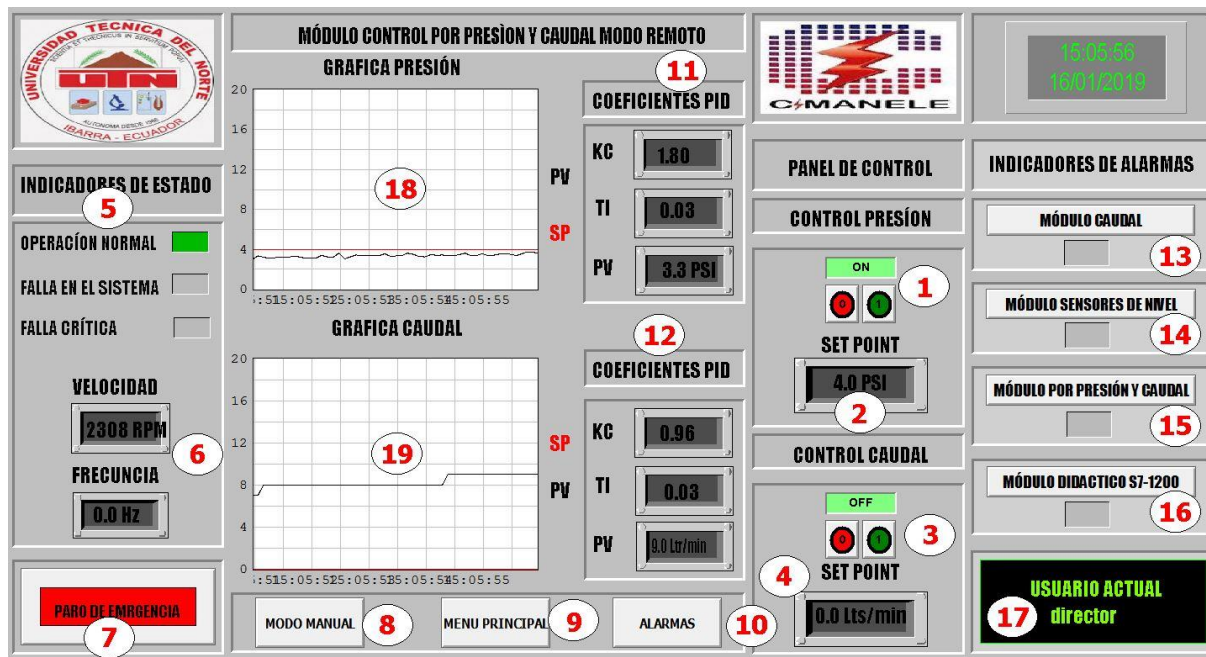 UNIVERSIDAD TECNICA DEL NORTE
UTN
AUTONOMA DESDE 1986
IBARRA - ECUADOR
MÓDULO CONTROL POR PRESÌON Y CAUDAL MODO REMOTO
CIMANELE
15:05:56
16/01/2019
INDICADORES DE ESTADO
5
OPERACÍON NORMAL
FALLA EN EL SISTEMA
FALLA CRÍTICA
VELOCIDAD
2308 RPM
6
FRECUNCIA
0.0 Hz
PARO DE EMRGENCIA
7
GRAFICA PRESIÓN
20
16
12
8
4
0
18
PV
SP
11
COEFICIENTES PID
KC
1.80
TI
0.03
PV
3.3 PSI
GRAFICA CAUDAL
20
16
12
8
4
0
19
SP
PV
12
COEFICIENTES PID
KC
0.96
TI
0.03
PV
9.0 Ltr/min
MODO MANUAL
8
MENU PRINCIPAL
9
ALARMAS
10
PANEL DE CONTROL
CONTROL PRESÍON
ON
0
1
1
SET POINT
4.0 PSI
2
CONTROL CAUDAL
OFF
0
1
3
4
SET POINT
0.0 Lts/min
INDICADORES DE ALARMAS
MÓDULO CAUDAL
13
MÓDULO SENSORES DE NIVEL
14
MÓDULO POR PRESIÓN Y CAUDAL
15
MÓDULO DIDACTICO S7-1200
16
USUARIO ACTUAL
17
director